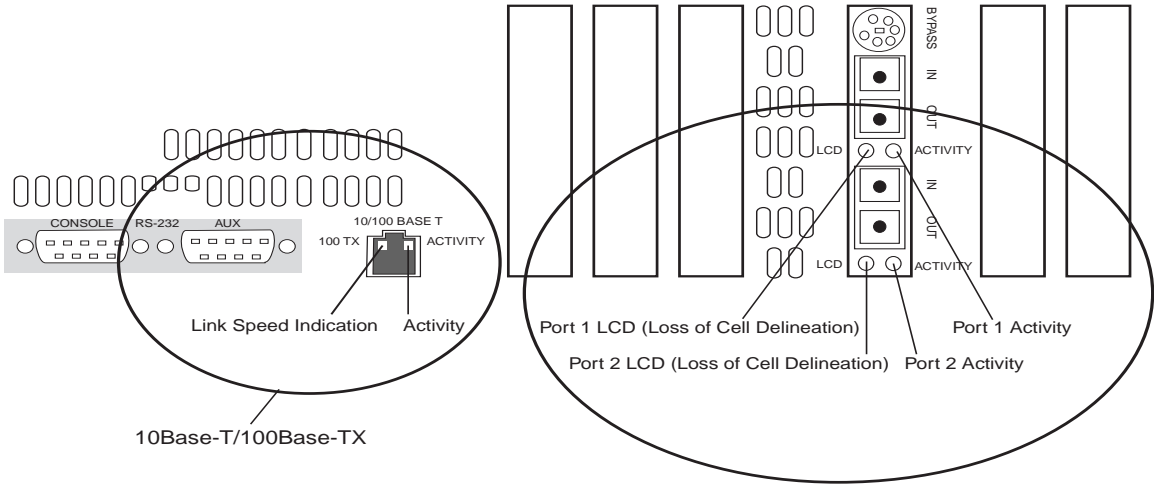 CONSOLE RS-232 AUX
10/100 BASE T
100 TX ACTIVITY
Link Speed Indication Activity
10Base-T/100Base-TX
BYPASS
IN
OUT
LCD ACTIVITY
IN
OUT
LCD ACTIVITY
Port 1 LCD (Loss of Cell Delineation) Port 1 Activity
Port 2 LCD (Loss of Cell Delineation) Port 2 Activity